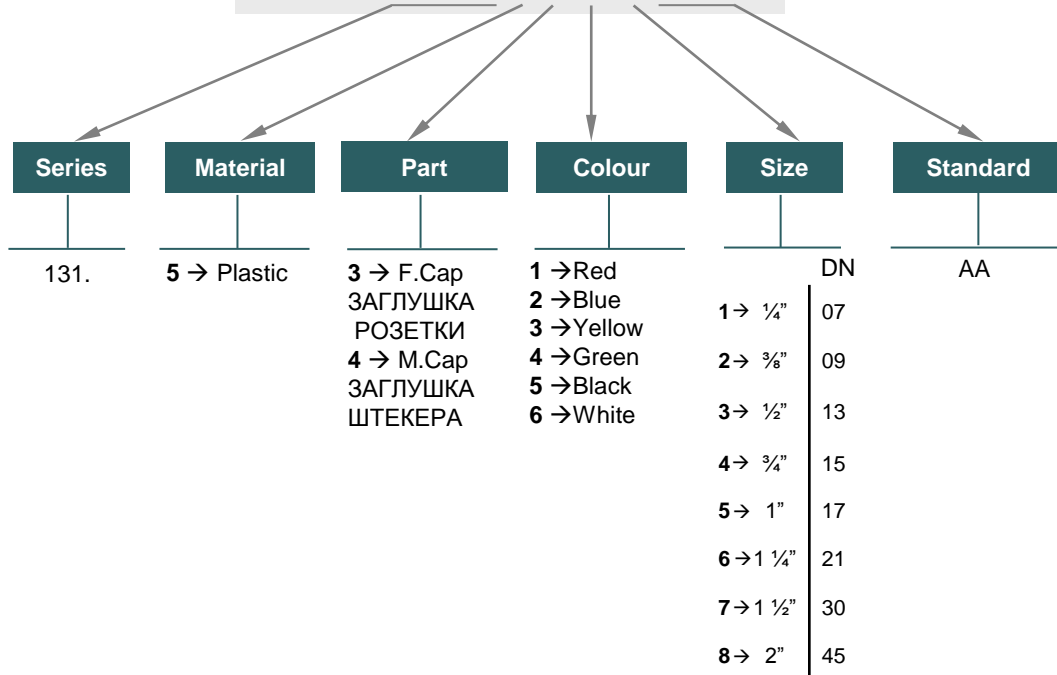 Series Material Part Colour Size Standard
131.
5 → Plastic
3 → F.Cap
ЗАГЛУШКА
РОЗЕТКИ
4 → M.Cap
ЗАГЛУШКА
ШТЕКЕРА
1 →Red
2 →Blue
3 →Yellow
4 →Green
5 →Black
6 →White
DN
1→ ¼” 07
2→ ⅜” 09
3→ ½” 13
4→ ¾” 15
5→ 1” 17
6→1 ¼” 21
7→1 ½” 30
8→ 2” 45
AA